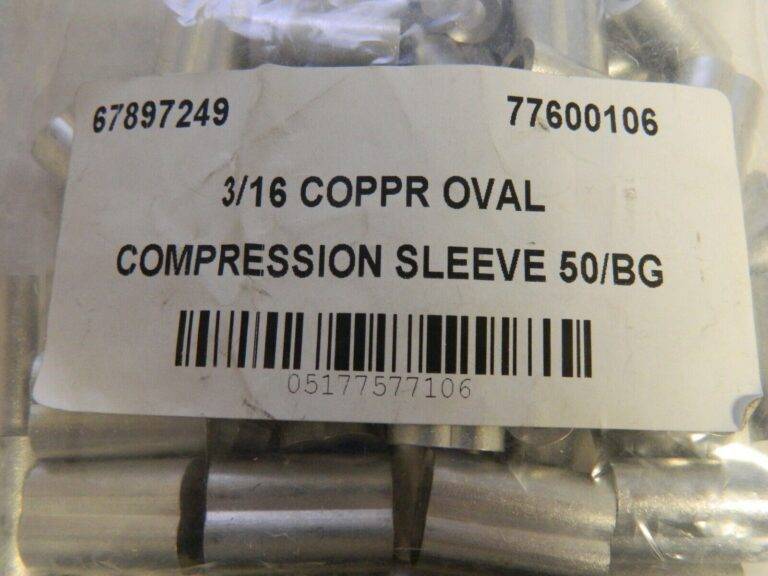 67897249 77600106
3/16 COPPR OVAL
COMPRESSION SLEEVE 50/BG
05177577106